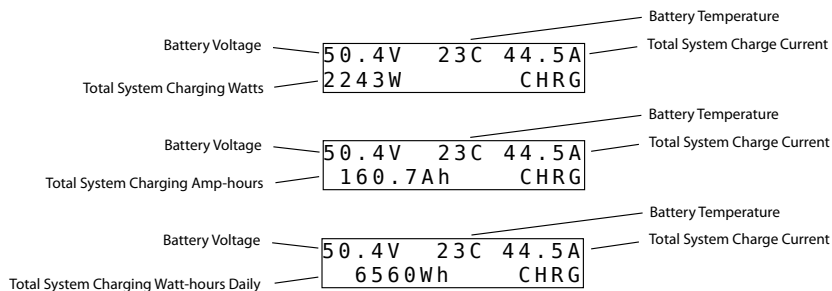 Battery Temperature
Battery Voltage
Total System Charge Current
50.4V 23C 44.5A
Total System Charging Watts
2243W CHRG
Battery Temperature
Battery Voltage
Total System Charge Current
50.4V 23C 44.5A
Total System Charging Amp-hours
160.7Ah CHRG
Battery Temperature
Battery Voltage
Total System Charge Current
50.4V 23C 44.5A
Total System Charging Watt-hours Daily
6560Wh CHRG